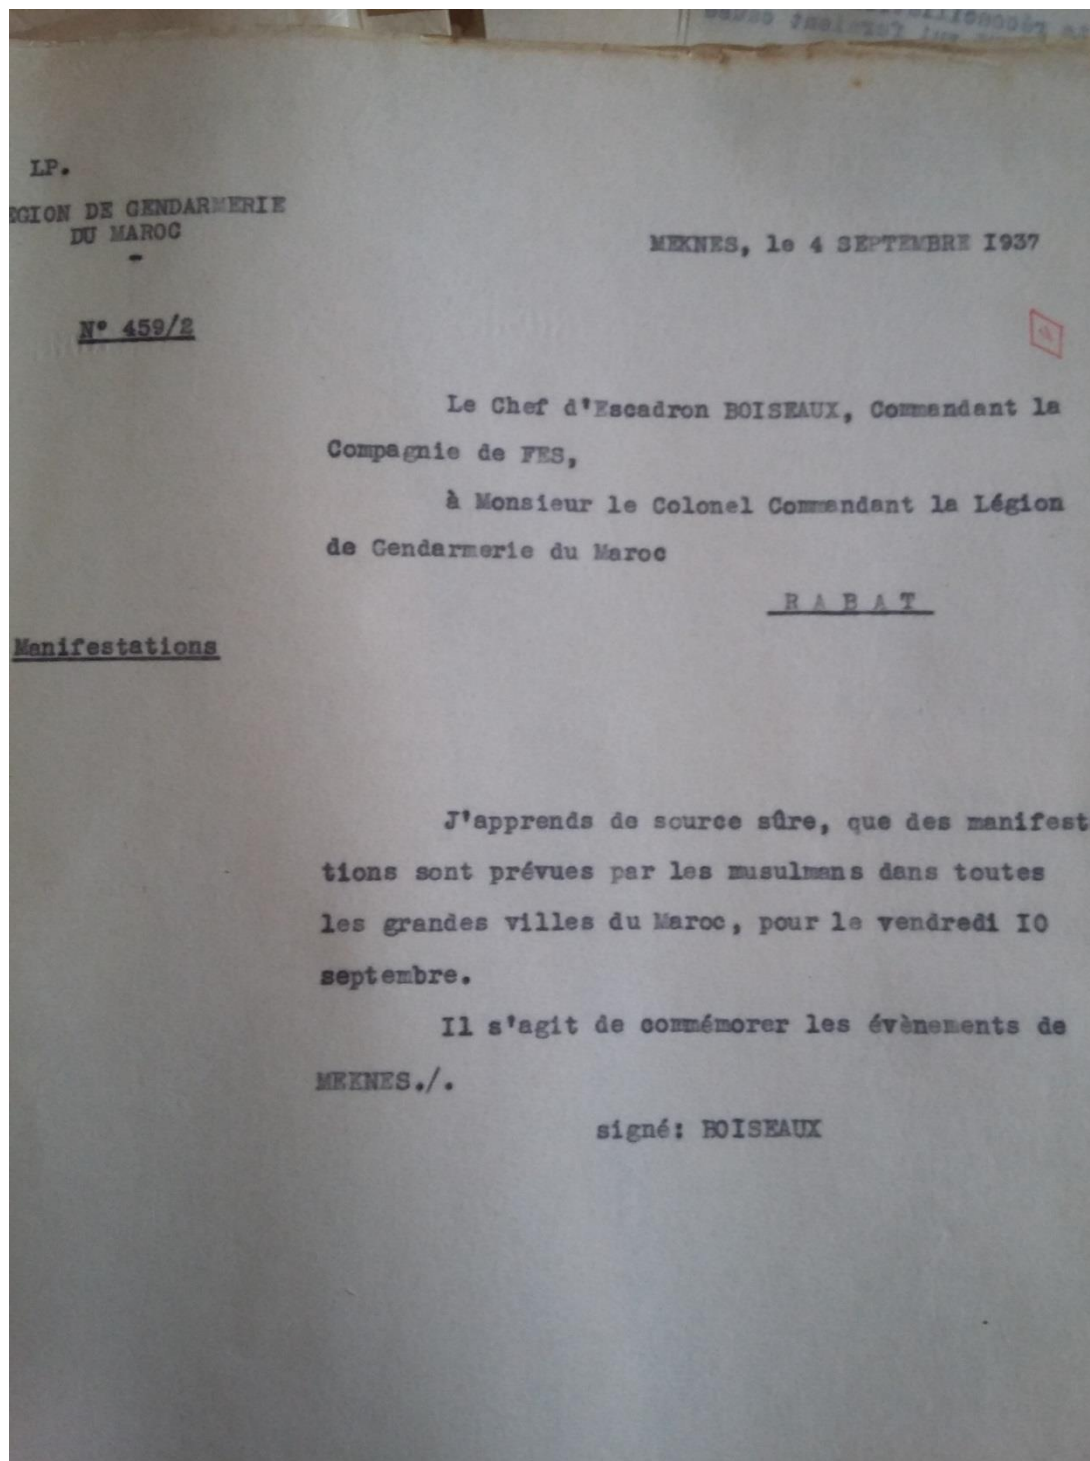 LP.
EGION DE GENDARMERIE
DU MAROC
-
MEKNES, le 4 SEPTEMBRE I937
N° 459/2
Le Chef d'Escadron BOISEAUX, Commandant la
Compagnie de FES,
à Monsieur le Colonel Commandant la Légion
de Gendarmerie du Maroc
R A B A T
Manifestations
J'apprends de source sûre, que des manifest
tions sont prévues par les musulmans dans toutes
les grandes villes du Maroc, pour le vendredi IO
septembre.
Il s'agit de commémorer les évènements de
MEKNES./.
signé: BOISEAUX